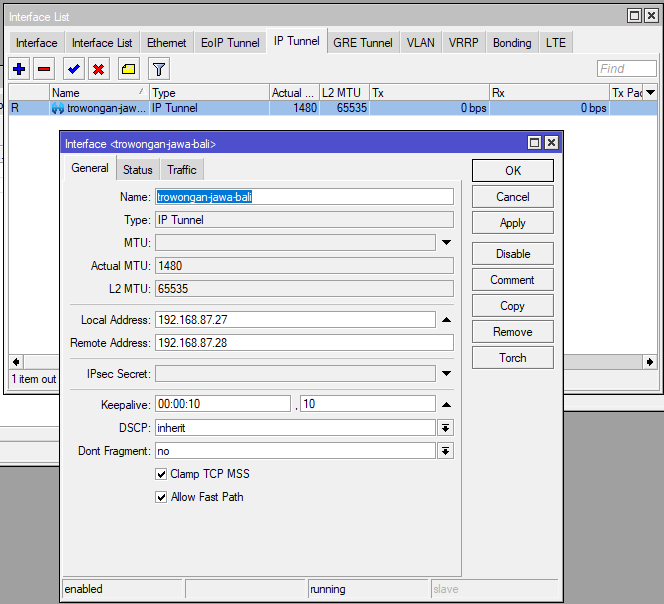 Interface List
Interface Interface List Ethernet EoIP Tunnel IP Tunnel GRE Tunnel VLAN VRRP Bonding LTE
Find
Name Type Actual ... L2 MTU Tx Rx Tx Pac
R trowongan-jaw... IP Tunnel 1480 65535 0 bps 0 bps
1 item out
Interface <trowongan-jawa-bali>
General Status Traffic
Name: trowongan-jawa-bali
Type: IP Tunnel
MTU:
Actual MTU: 1480
L2 MTU: 65535
Local Address: 192.168.87.27
Remote Address: 192.168.87.28
IPsec Secret:
Keepalive: 00:00:10 , 10
DSCP: inherit
Dont Fragment: no
Clamp TCP MSS
Allow Fast Path
OK
Cancel
Apply
Disable
Comment
Copy
Remove
Torch
enabled running slave